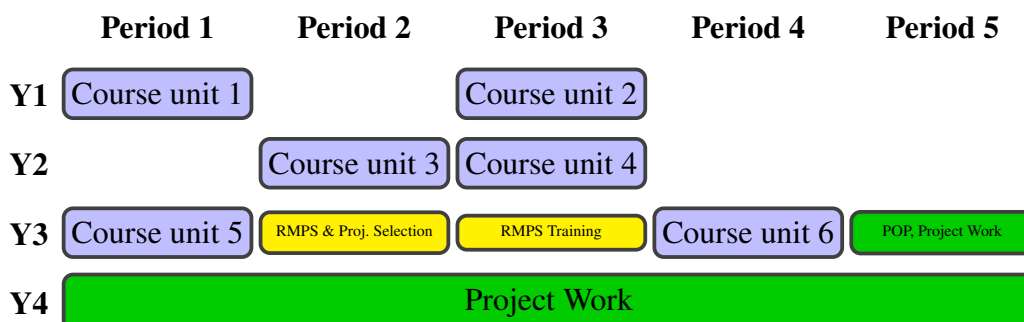 Period 1 Period 2 Period 3 Period 4 Period 5
Y1 Course unit 1 Course unit 2
Y2 Course unit 3 Course unit 4
Y3 Course unit 5 RMPS & Proj. Selection RMPS Training Course unit 6 POP, Project Work
Y4 Project Work